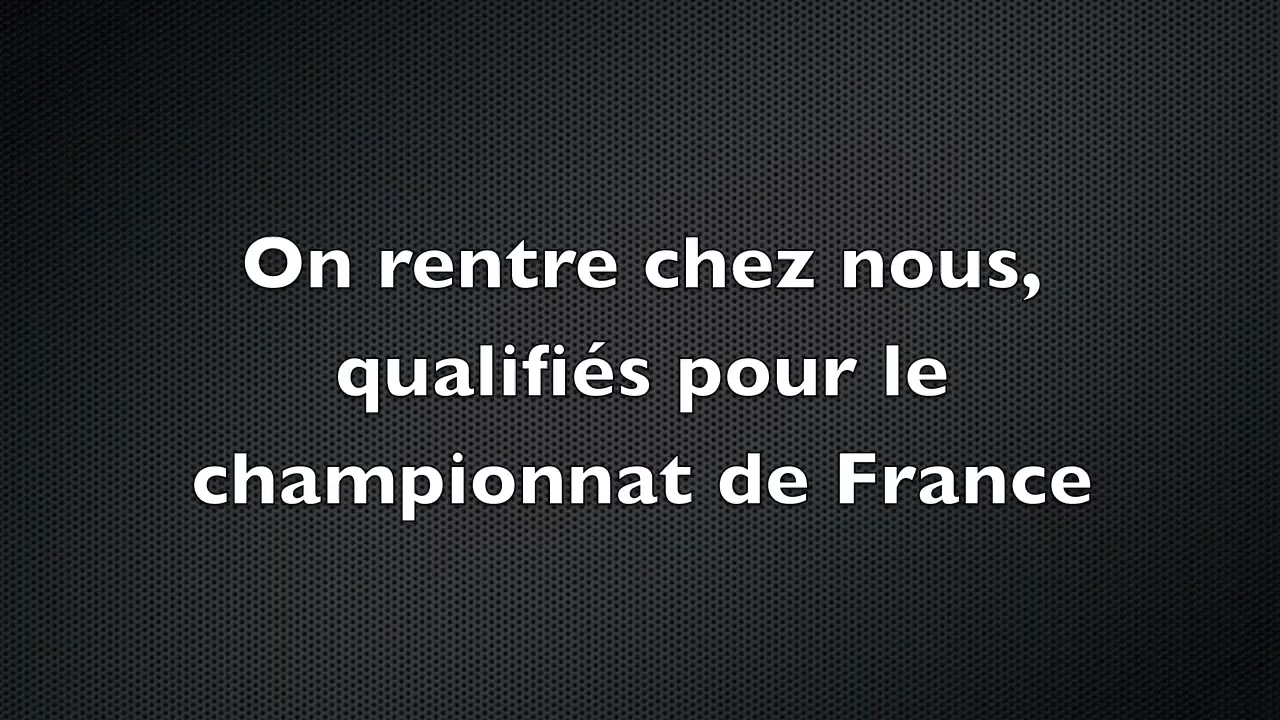 On rentre chez nous,
qualifiés pour le
championnat de France